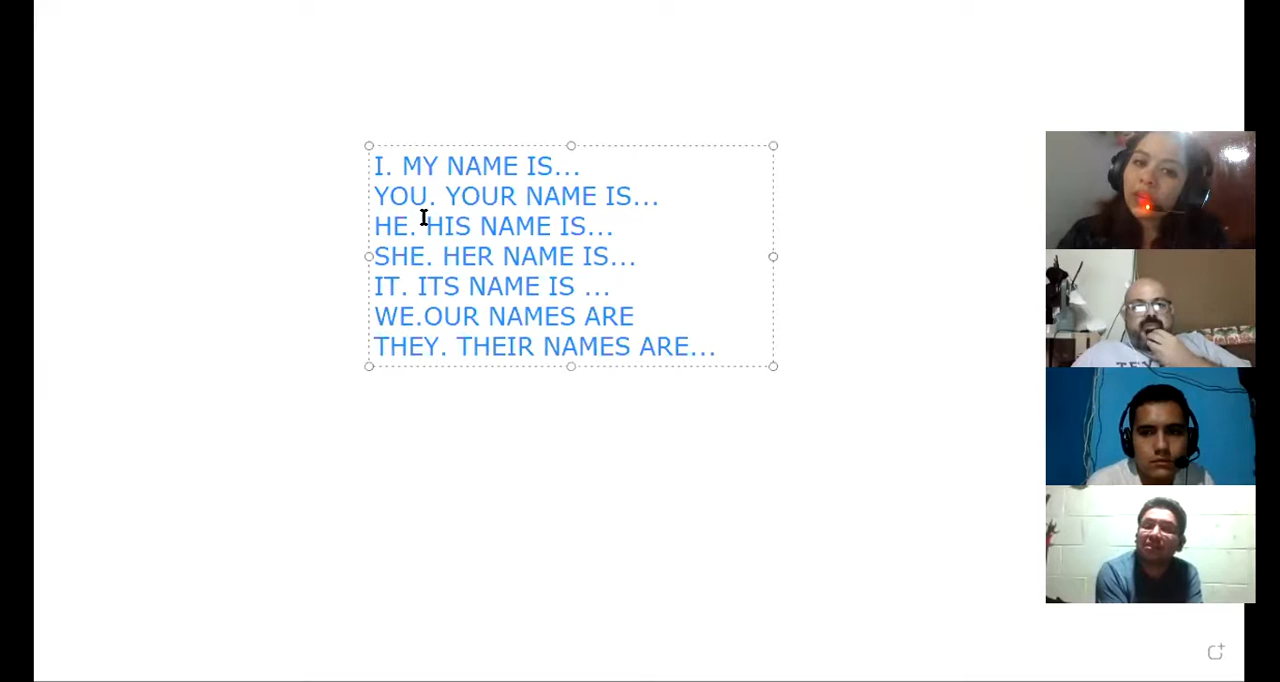 I. MY NAME IS...
YOU. YOUR NAME IS...
HE. HIS NAME IS...
SHE. HER NAME IS...
IT. ITS NAME IS ...
WE.OUR NAMES ARE
THEY. THEIR NAMES ARE...